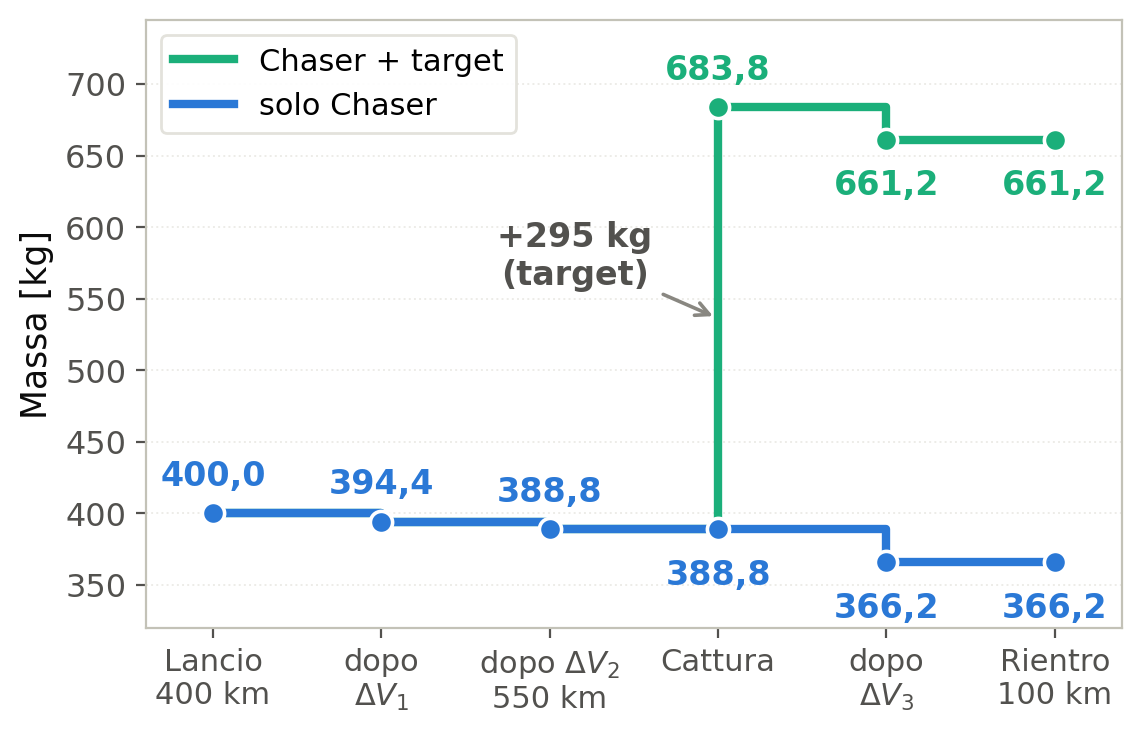 Chaser + target
solo Chaser
Massa [kg]
700
650
600
550
500
450
400
350
683,8
661,2
661,2
+295 kg
(target)
400,0
394,4
388,8
388,8
366,2
366,2
Lancio
400 km
dopo
ΔV₁
dopo ΔV₂
550 km
Cattura
dopo
ΔV₃
Rientro
100 km